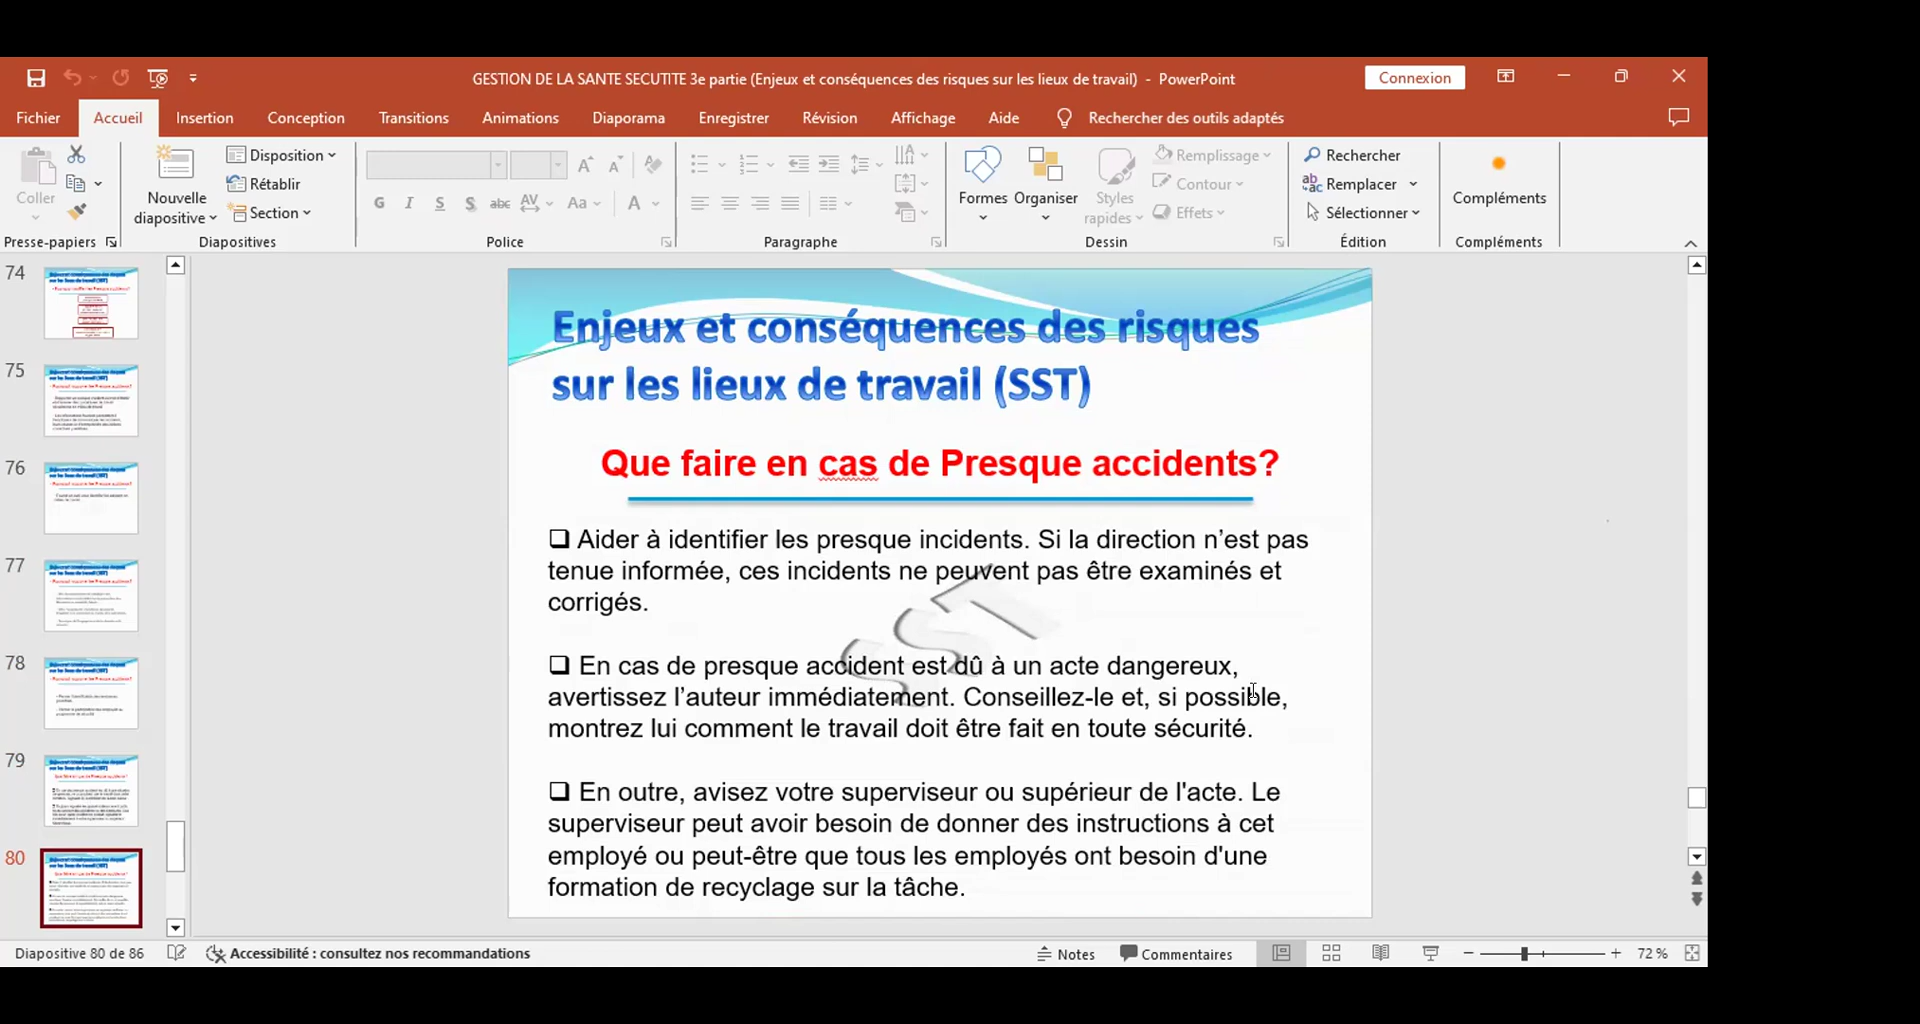 GESTION DE LA SANTE SECUTITE 3e partie (Enjeux et conséquences des risques sur les lieux de travail) - PowerPoint
Connexion
Fichier Accueil Insertion Conception Transitions Animations Diaporama Enregistrer Révision Affichage Aide Rechercher des outils adaptés
Coller
Nouvelle diapositive
Disposition
Rétablir
Section
G I S S abc AV Aa A
Formes Organiser Styles rapides
Remplissage
Contour
Effets
Rechercher
Remplacer
Sélectionner
Compléments
Presse-papiers Diapositives Police Paragraphe Dessin Édition Compléments
74
75
76
77
78
79
80
Enjeux et conséquences des risques
sur les lieux de travail (SST)
Que faire en cas de Presque accidents?
❑ Aider à identifier les presque incidents. Si la direction n’est pas
tenue informée, ces incidents ne peuvent pas être examinés et
corrigés.
❑ En cas de presque accident est dû à un acte dangereux,
avertissez l’auteur immédiatement. Conseillez-le et, si possible,
montrez lui comment le travail doit être fait en toute sécurité.
❑ En outre, avisez votre superviseur ou supérieur de l'acte. Le
superviseur peut avoir besoin de donner des instructions à cet
employé ou peut-être que tous les employés ont besoin d'une
formation de recyclage sur la tâche.
SST
Diapositive 80 de 86 Accessibilité : consultez nos recommandations Notes Commentaires 72 %